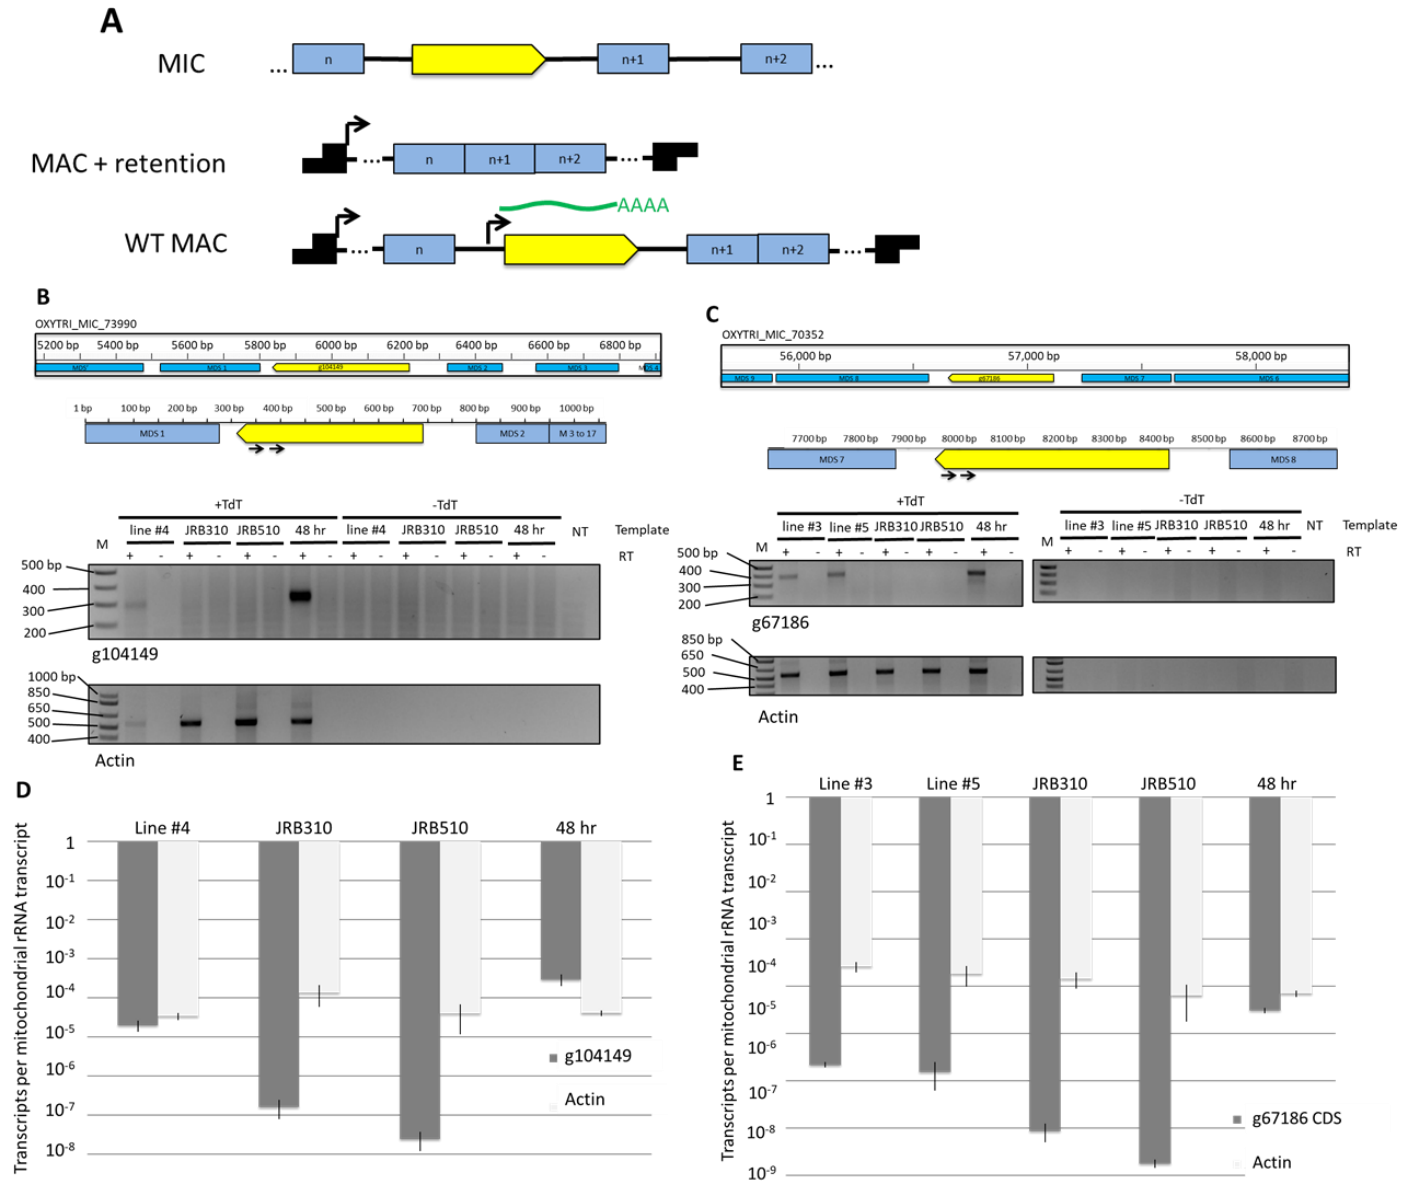 A
MIC
... n n+1 n+2 ...
MAC + retention
... n n+1 n+2 ...
AAAA
WT MAC
... n n+1 n+2 ...
B
OXYTRI_MIC_73990
5200 bp 5400 bp 5600 bp 5800 bp 6000 bp 6200 bp 6400 bp 6600 bp 6800 bp
MDS 1 g104149 MDS 2 MDS 3
1 bp 100 bp 200 bp 300 bp 400 bp 500 bp 600 bp 700 bp 800 bp 900 bp 1000 bp
MDS 1 MDS 2 M 3 to 17
+TdT -TdT
line #4 JRB310 JRB510 48 hr line #4 JRB310 JRB510 48 hr NT Template
M + - + - + - + - + - + - + - + - RT
500 bp
400
300
200
g104149
1000 bp
850
650
500
400
Actin
C
OXYTRI_MIC_70352
56,000 bp 57,000 bp 58,000 bp
MDS 9 MDS 8 g67186 MDS 7 MDS 6
7700 bp 7800 bp 7900 bp 8000 bp 8100 bp 8200 bp 8300 bp 8400 bp 8500 bp 8600 bp 8700 bp
MDS 7 MDS 8
+TdT -TdT
line #3 line #5 JRB310 JRB510 48 hr line #3 line #5 JRB310 JRB510 48 hr NT Template
M + - + - + - + - + - M + - + - + - + - + - RT
500 bp
400
300
200
g67186
850 bp
650
500
400
Actin
D
Line #4 JRB310 JRB510 48 hr
Transcripts per mitochondrial rRNA transcript
1
10-1
10-2
10-3
10-4
10-5
10-6
10-7
10-8
g104149
Actin
E
Line #3 Line #5 JRB310 JRB510 48 hr
Transcripts per mitochondrial rRNA transcript
1
10-1
10-2
10-3
10-4
10-5
10-6
10-7
10-8
10-9
g67186 CDS
Actin